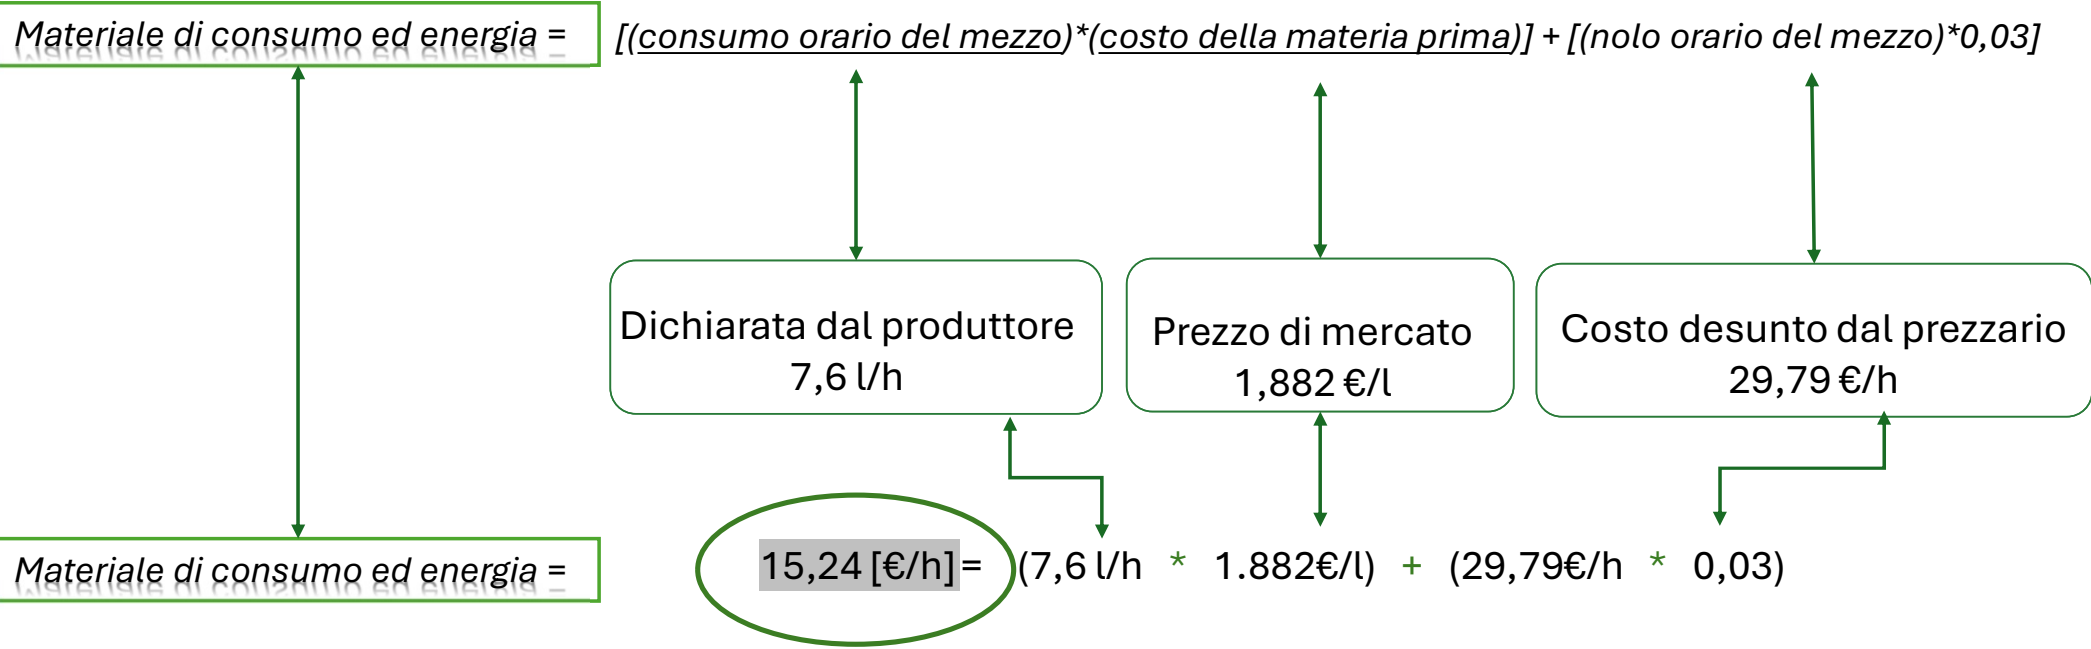 Materiale di consumo ed energia = [(consumo orario del mezzo)*(costo della materia prima)] + [(nolo orario del mezzo)*0,03]
Dichiarata dal produttore
7,6 l/h
Prezzo di mercato
1,882 €/l
Costo desunto dal prezzario
29,79 €/h
Materiale di consumo ed energia = 15,24 [€/h] = (7,6 l/h * 1.882€/l) + (29,79€/h * 0,03)